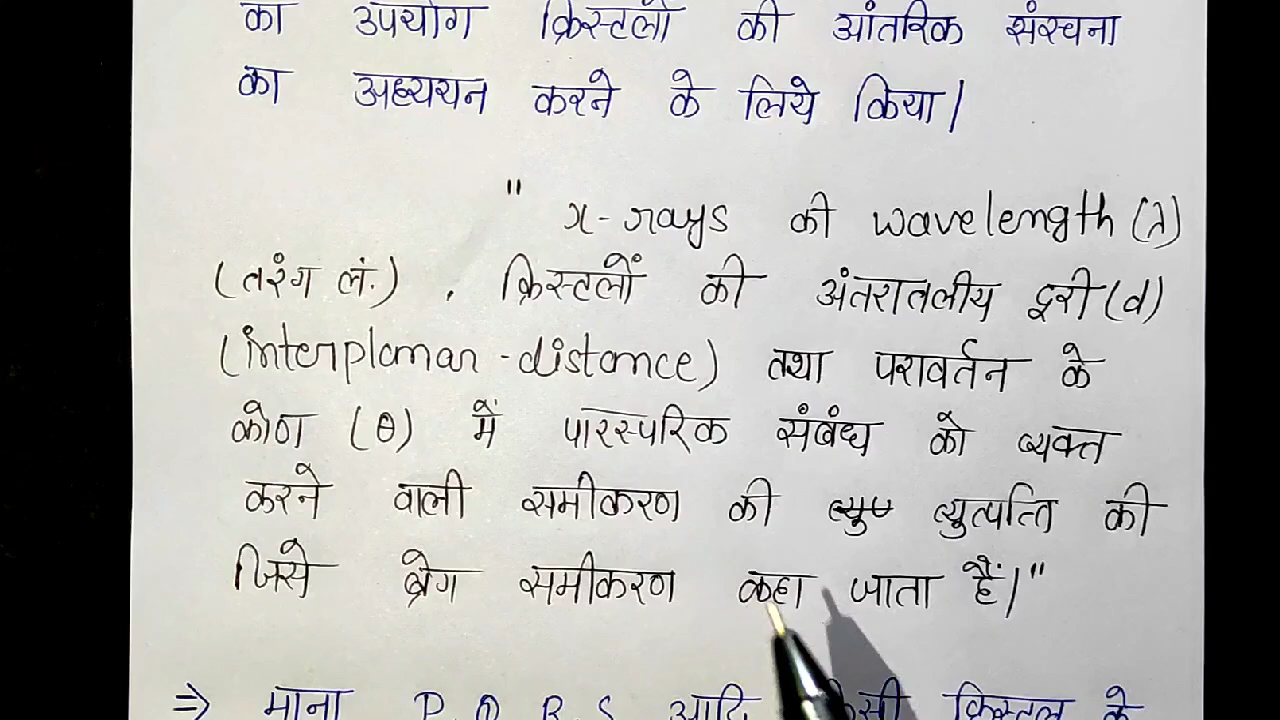 का उपयोग क्रिस्टलों की आंतरिक संरचना
का अध्ययन करने के लिये किया।
" x-rays की wavelength (λ)
(तरंग लं.) , क्रिस्टलों की अंतरातलीय दूरी (d)
(interplanar-distance) तथा परावर्तन के
कोण (θ) में पारस्परिक संबंध को व्यक्त
करने वाली समीकरण की व्युत्पत्ति की
जिसे ब्रेग समीकरण कहा जाता हैं।"
⇒ माना P, Q, R, S आदि किसी क्रिस्टल के